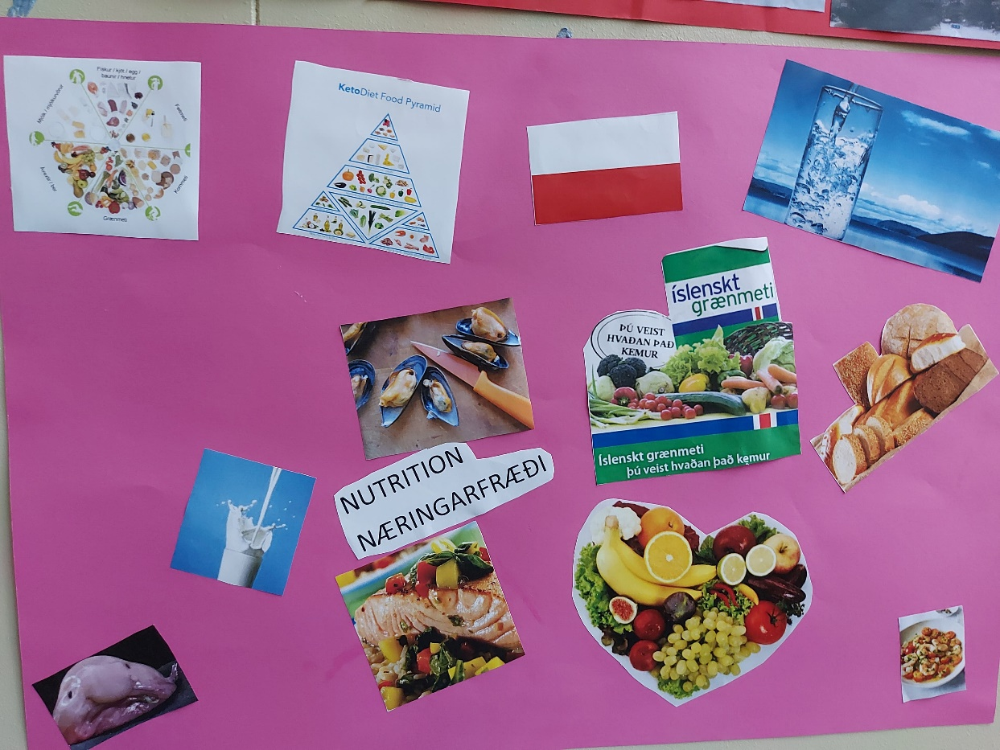 Fiskur / kjöt / egg /
baunir / hnetur
Mjólk / mjólkurvörur
Feitmeti
Ávextir / ber
Kornmeti
Grænmeti
KetoDiet Food Pyramid
íslenskt
grænmeti
ÞÚ VEIST
HVAÐAN ÞAÐ
KEMUR
Íslenskt grænmeti
þú veist hvaðan það kemur
NUTRITION
NÆRINGARFRÆÐI